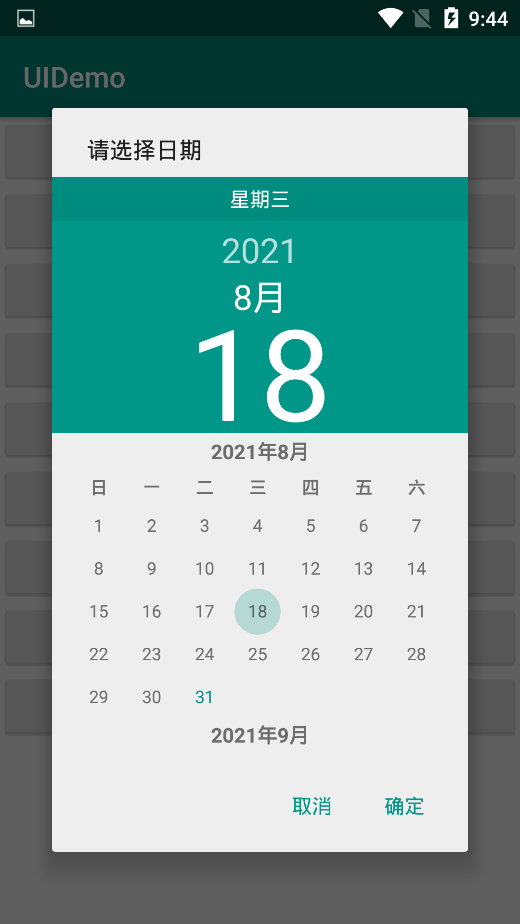 9:44
UIDemo
请选择日期
星期三
2021
8月
18
2021年8月
日 一 二 三 四 五 六
1 2 3 4 5 6 7
8 9 10 11 12 13 14
15 16 17 18 19 20 21
22 23 24 25 26 27 28
29 30 31
2021年9月
取消 确定